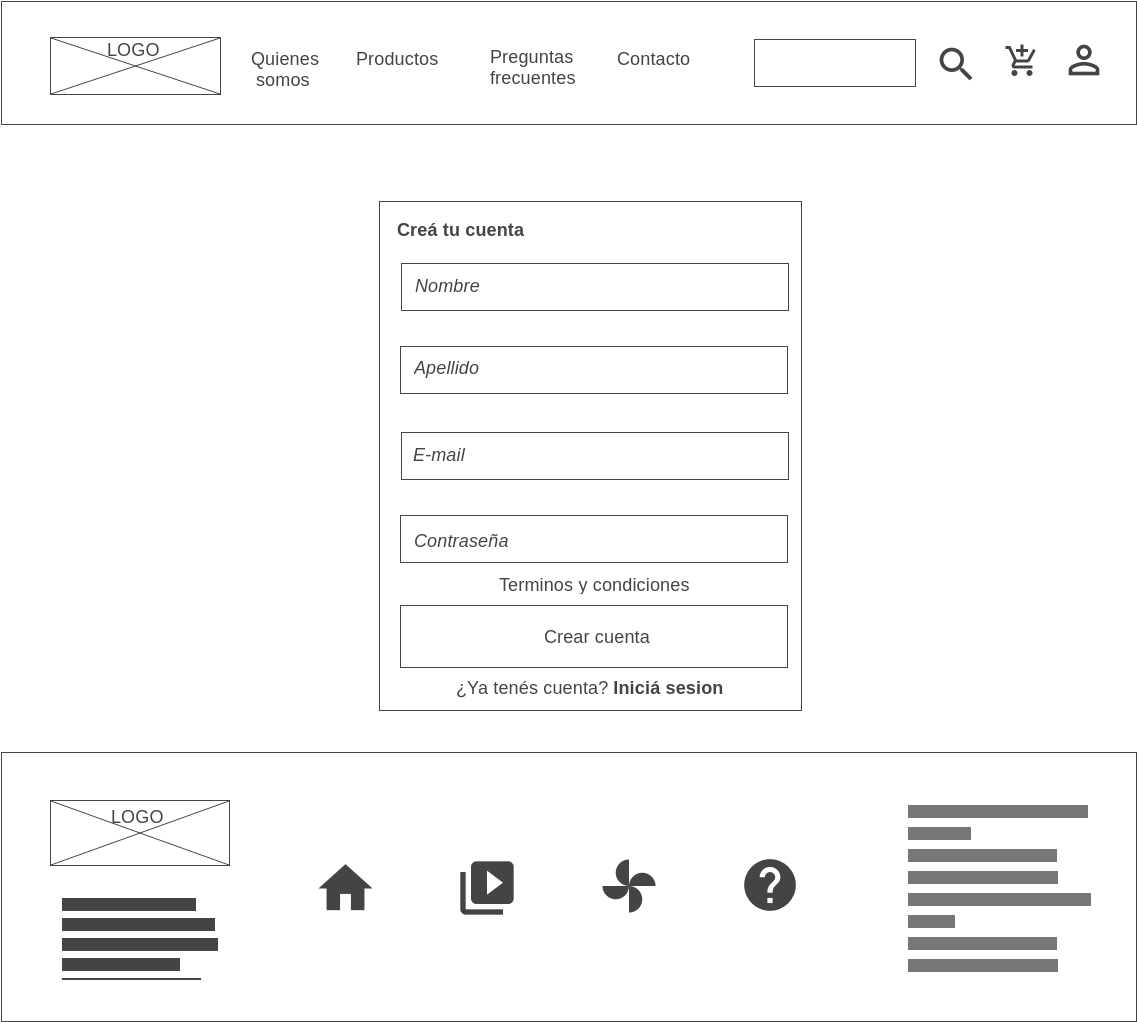 LOGO
Quienes
somos
Productos
Preguntas
frecuentes
Contacto
Creá tu cuenta
Nombre
Apellido
E-mail
Contraseña
Terminos y condiciones
Crear cuenta
¿Ya tenés cuenta? Iniciá sesion
LOGO